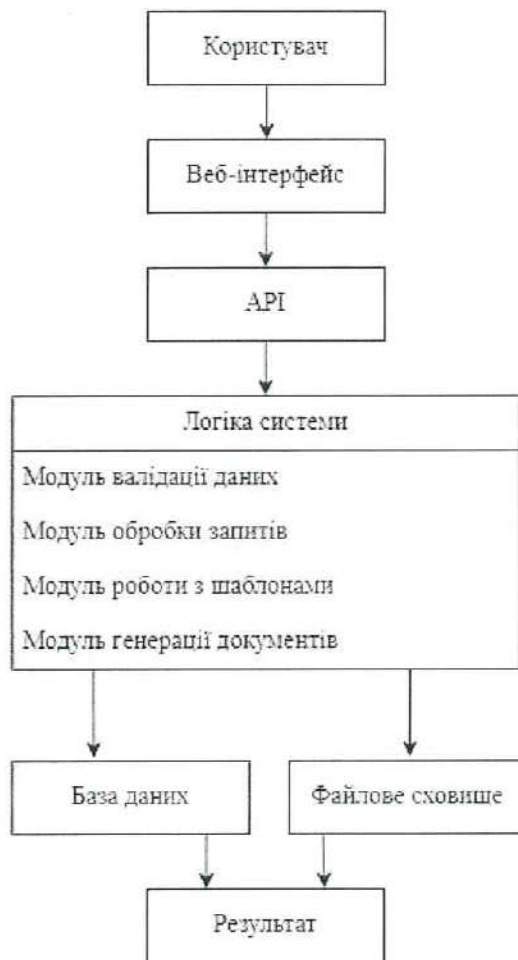 Користувач
Веб-інтерфейс
API
Логіка системи
Модуль валідації даних
Модуль обробки запитів
Модуль роботи з шаблонами
Модуль генерації документів
База даних
Файлове сховище
Результат